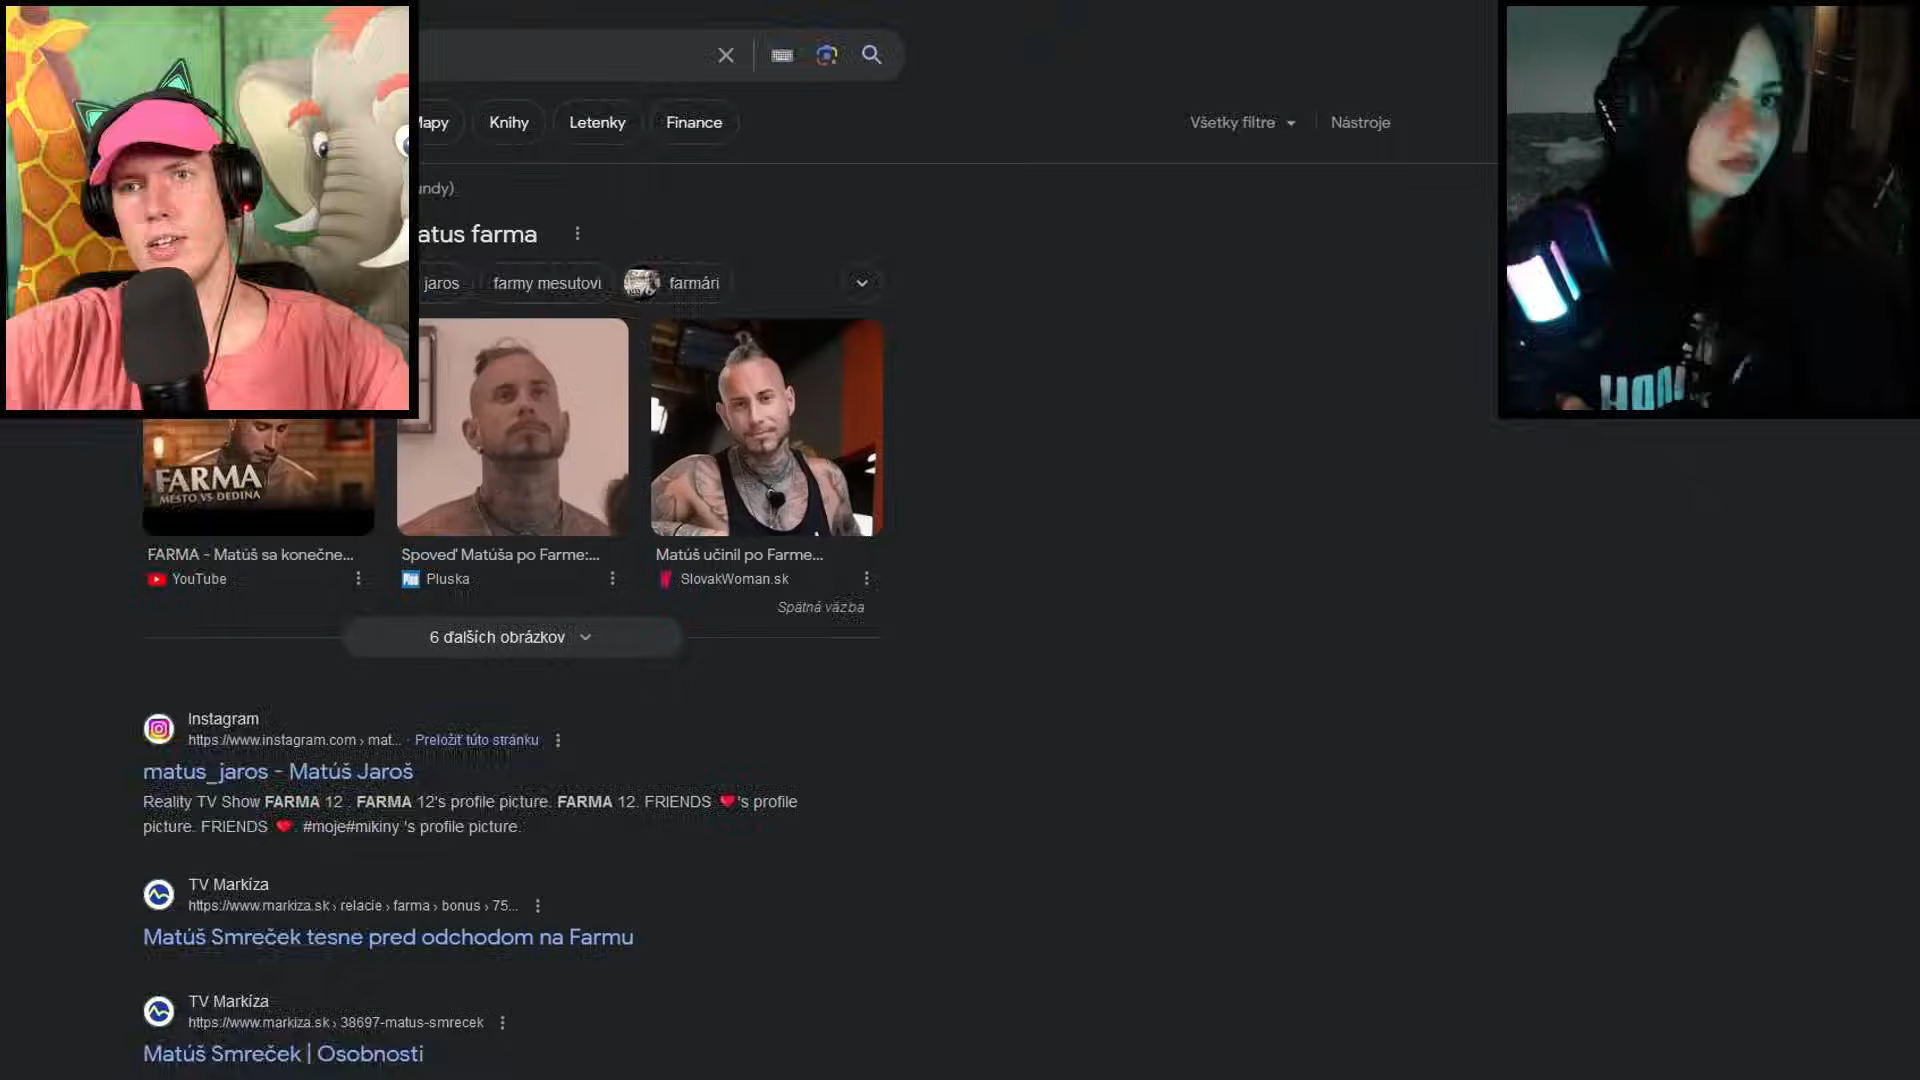 Mapy
Knihy
Letenky
Finance
Všetky filtre
Nástroje
undy)
atus farma
jaros
farmy mesutovi
farmári
FARMA
MESTO VS DEDINA
FARMA - Matúš sa konečne...
Spoveď Matúša po Farme:...
Matúš učinil po Farme...
YouTube
Pluska
SlovakWoman.sk
Spätná väzba
6 ďalších obrázkov
Instagram
https://www.instagram.com › mat... · Preložiť túto stránku
matus_jaros - Matúš Jaroš
Reality TV Show FARMA 12 . FARMA 12's profile picture. FARMA 12. FRIENDS ❤️'s profile
picture. FRIENDS ❤️. #moje#mikiny 's profile picture.
TV Markíza
https://www.markiza.sk › relacie › farma › bonus › 75...
Matúš Smreček tesne pred odchodom na Farmu
TV Markíza
https://www.markiza.sk › 38697-matus-smrecek
Matúš Smreček | Osobnosti